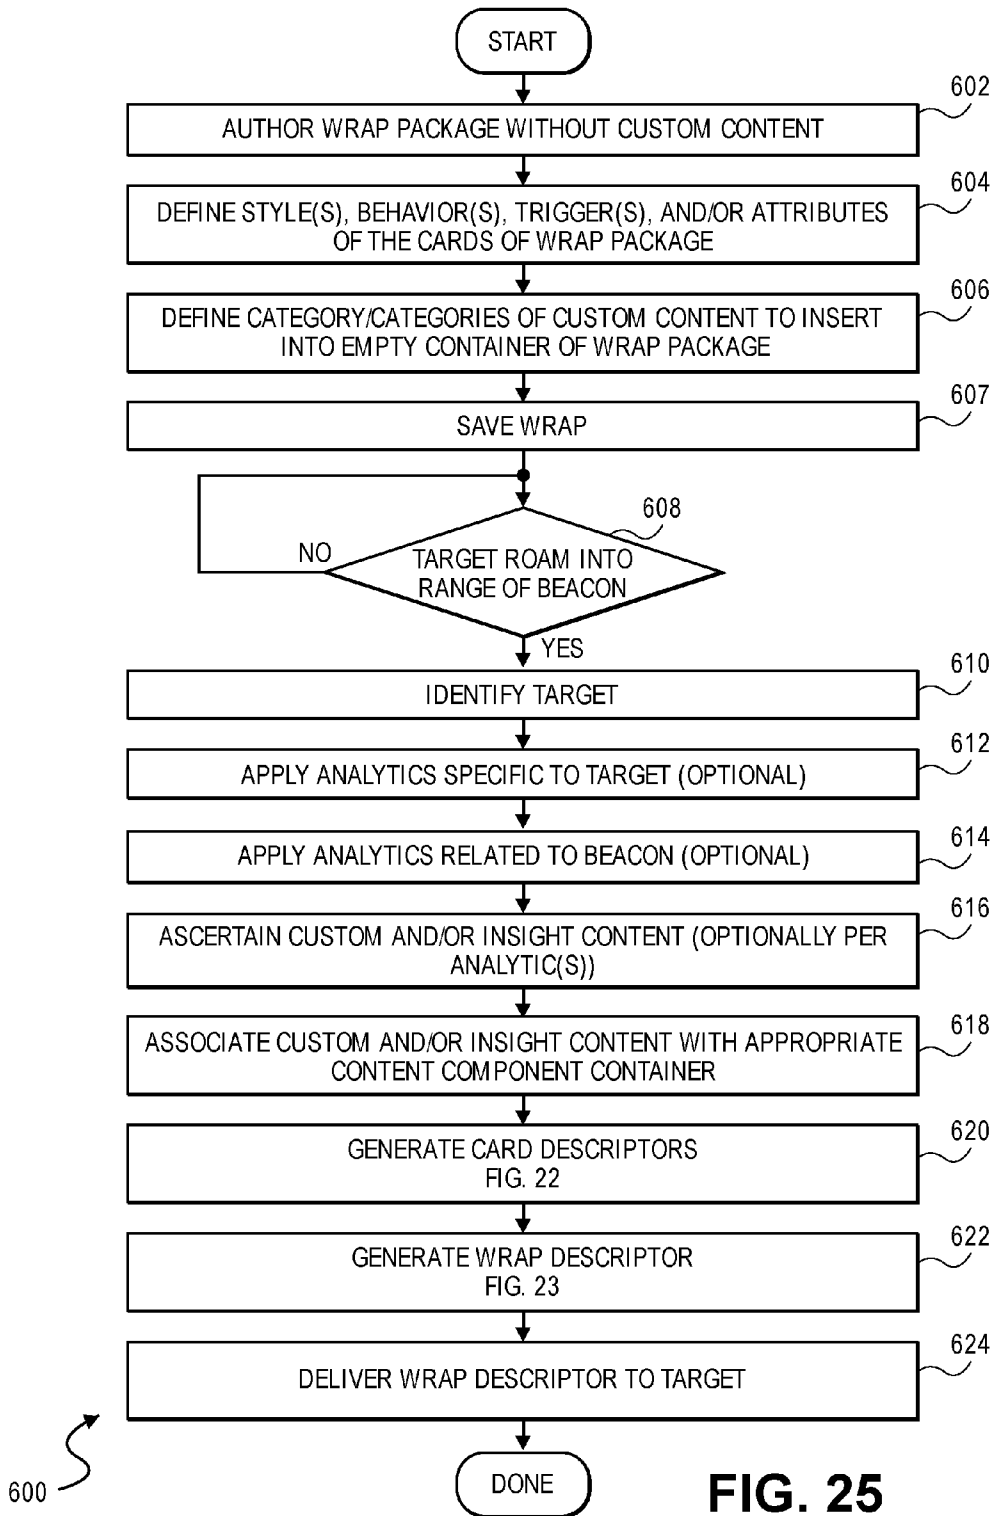 START
602
AUTHOR WRAP PACKAGE WITHOUT CUSTOM CONTENT
604
DEFINE STYLE(S), BEHAVIOR(S), TRIGGER(S), AND/OR ATTRIBUTES
OF THE CARDS OF WRAP PACKAGE
606
DEFINE CATEGORY/CATEGORIES OF CUSTOM CONTENT TO INSERT
INTO EMPTY CONTAINER OF WRAP PACKAGE
607
SAVE WRAP
608
NO
TARGET ROAM INTO
RANGE OF BEACON
YES
610
IDENTIFY TARGET
612
APPLY ANALYTICS SPECIFIC TO TARGET (OPTIONAL)
614
APPLY ANALYTICS RELATED TO BEACON (OPTIONAL)
616
ASCERTAIN CUSTOM AND/OR INSIGHT CONTENT (OPTIONALLY PER
ANALYTIC(S))
618
ASSOCIATE CUSTOM AND/OR INSIGHT CONTENT WITH APPROPRIATE
CONTENT COMPONENT CONTAINER
620
GENERATE CARD DESCRIPTORS
FIG. 22
622
GENERATE WRAP DESCRIPTOR
FIG. 23
624
DELIVER WRAP DESCRIPTOR TO TARGET
600
DONE
FIG. 25